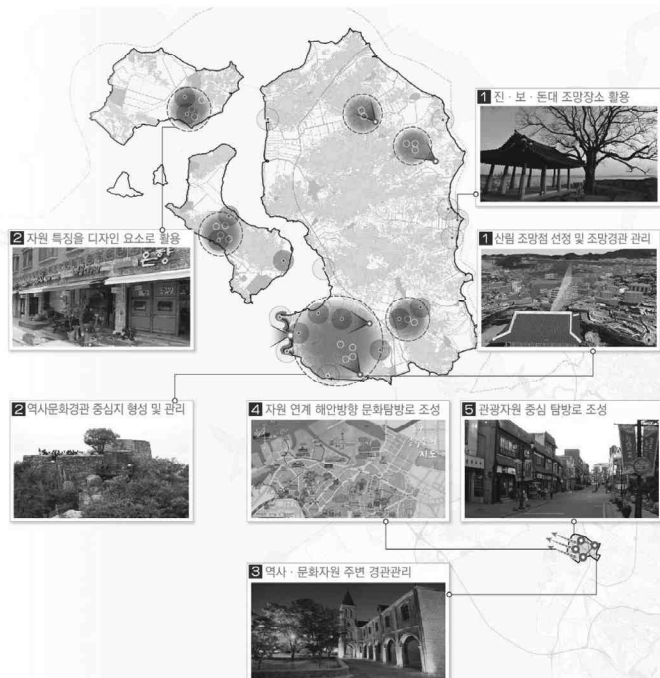 1 진 · 보 · 돈대 조망장소 활용
2 자원 특징을 디자인 요소로 활용
1 산림 조망점 선정 및 조망경관 관리
2 역사문화경관 중심지 형성 및 관리
4 자원 연계 해안방향 문화탐방로 조성
5 관광자원 중심 탐방로 조성
지도
3 역사 · 문화자원 주변 경관관리